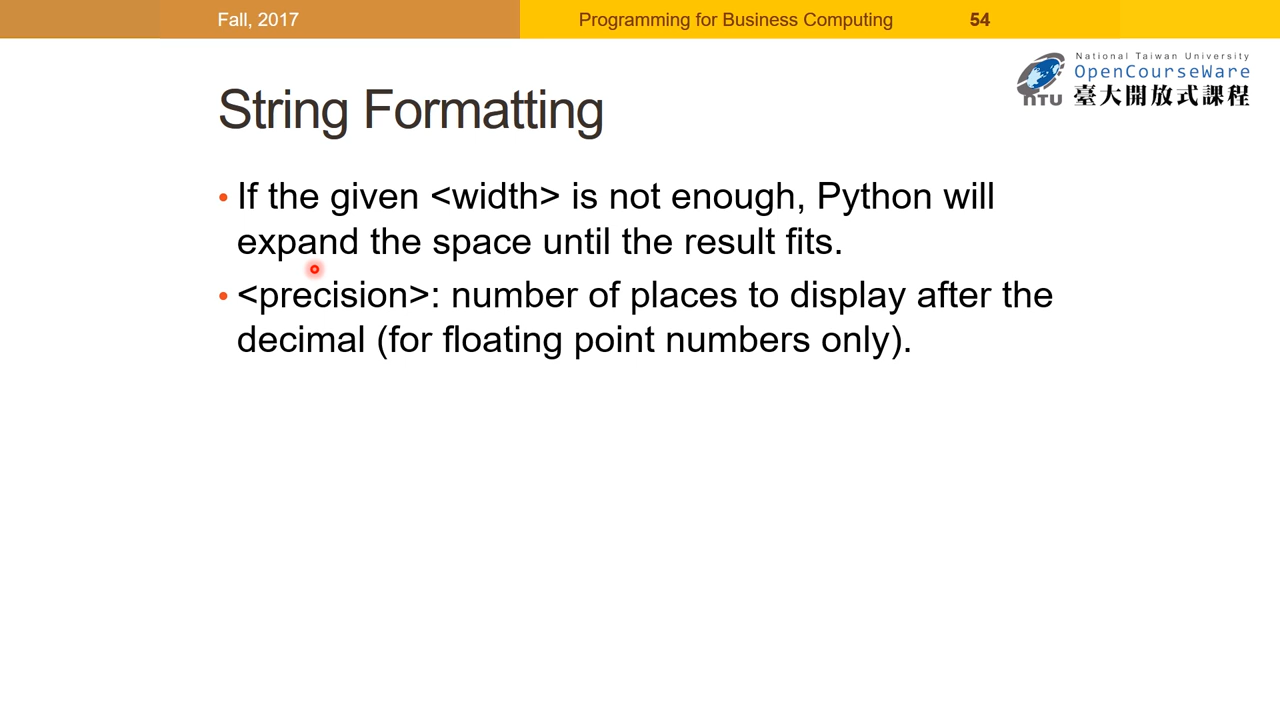 Fall, 2017
Programming for Business Computing
54
National Taiwan University
OpenCourseWare
NTU
臺大開放式課程
String Formatting
• If the given <width> is not enough, Python will
expand the space until the result fits.
• <precision>: number of places to display after the
decimal (for floating point numbers only).